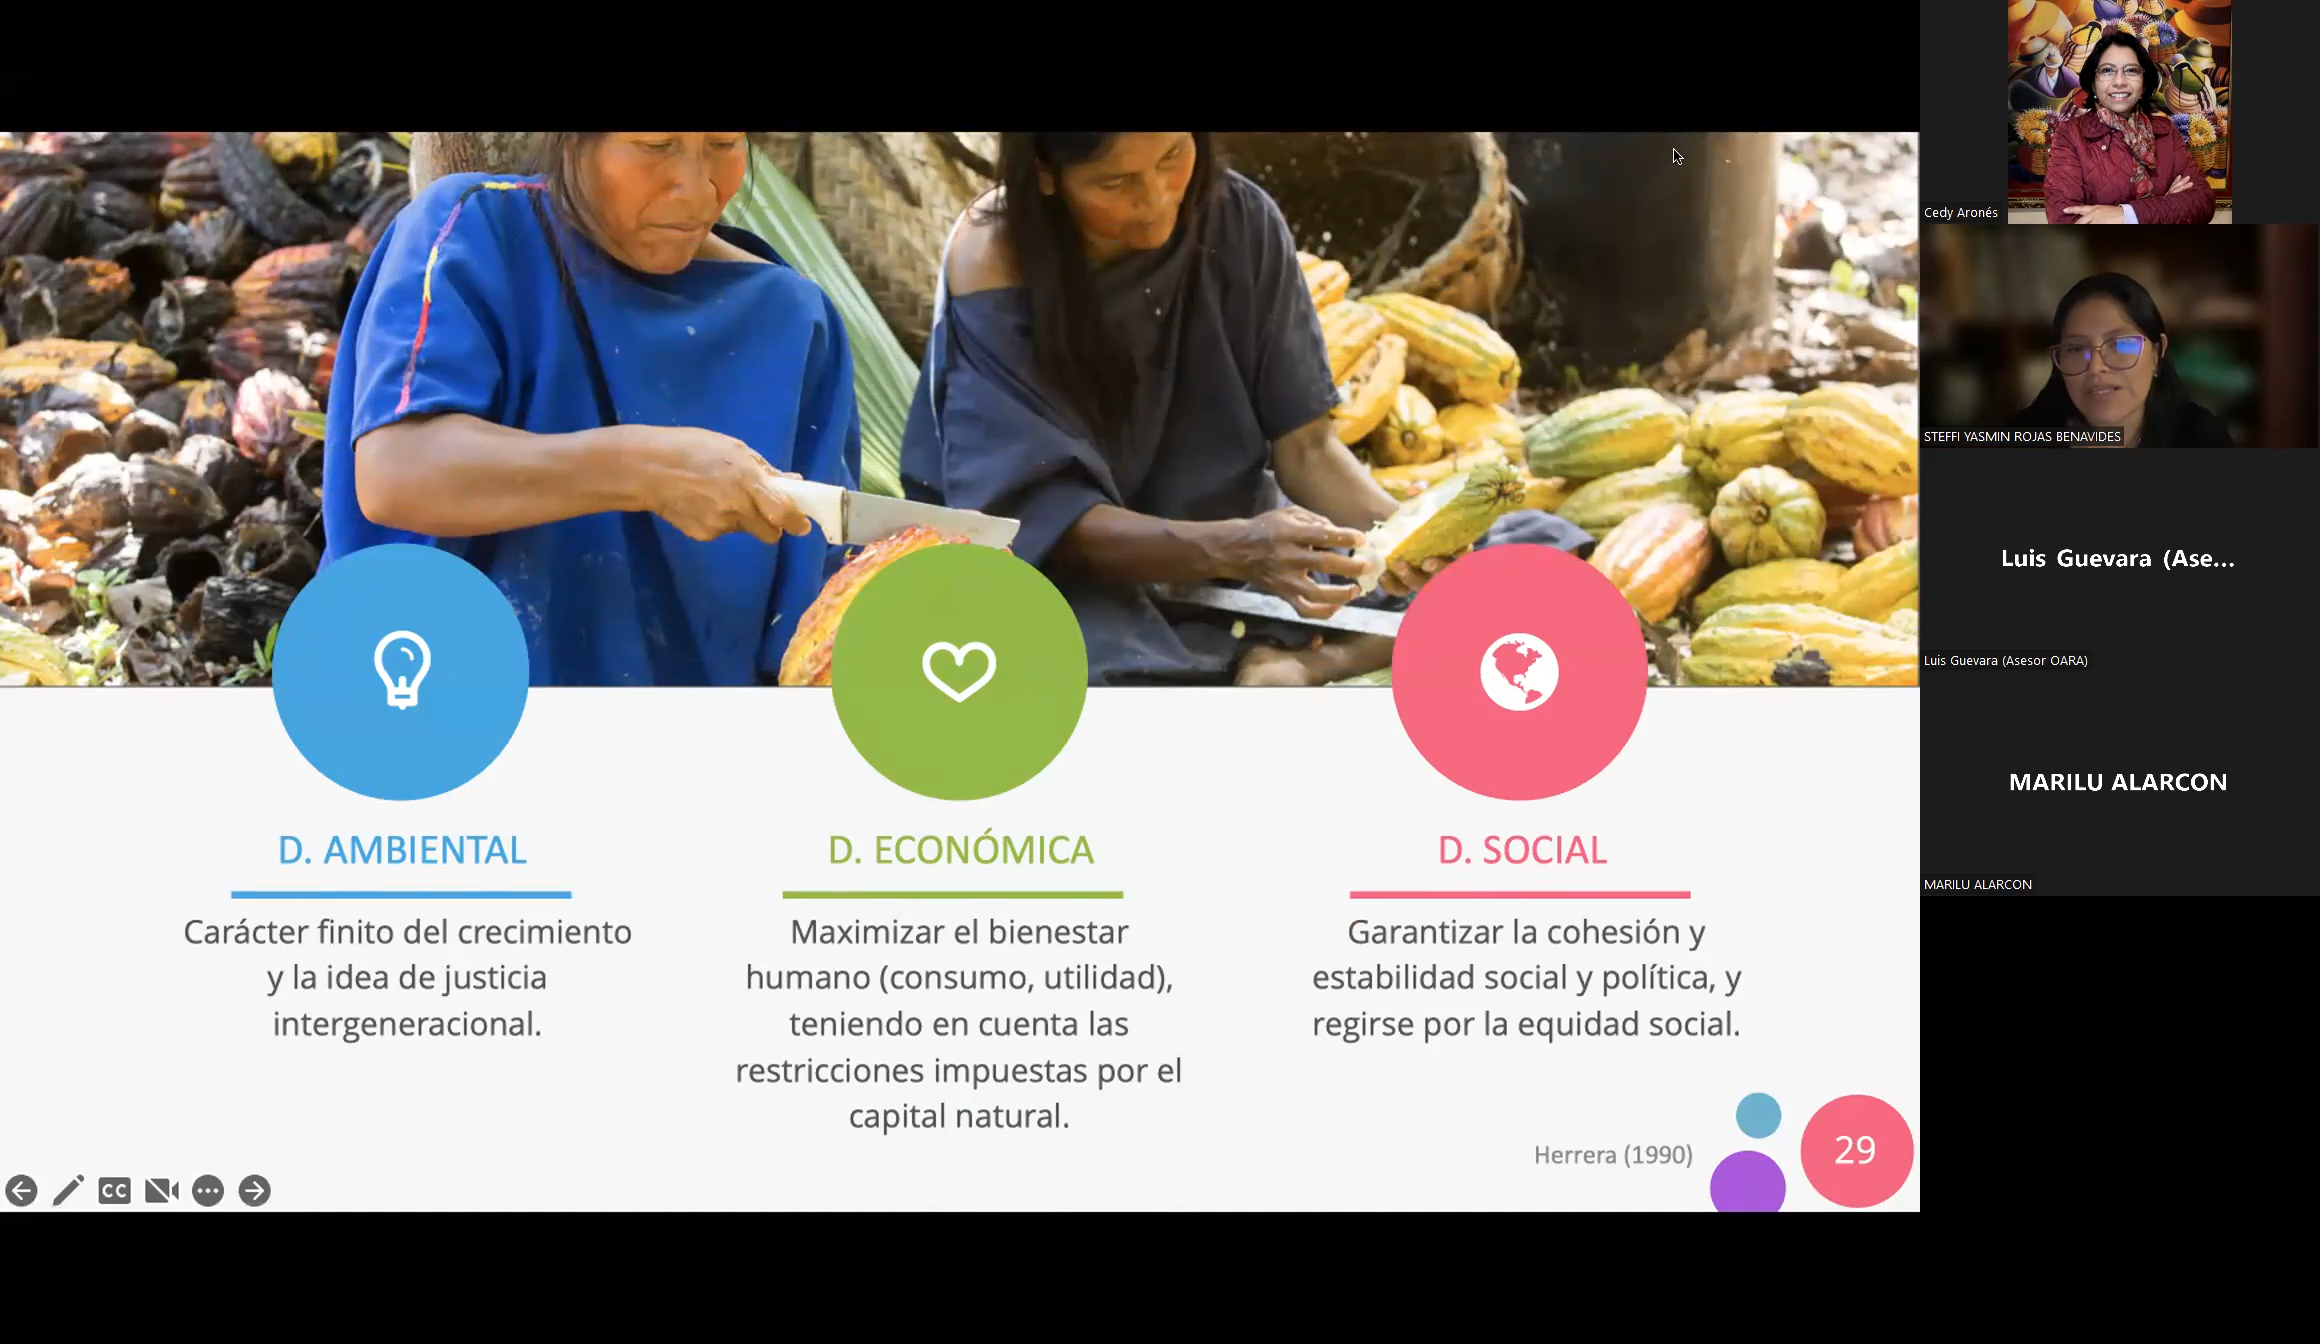 D. AMBIENTAL
Carácter finito del crecimiento
y la idea de justicia
intergeneracional.
D. ECONÓMICA
Maximizar el bienestar
humano (consumo, utilidad),
teniendo en cuenta las
restricciones impuestas por el
capital natural.
D. SOCIAL
Garantizar la cohesión y
estabilidad social y política, y
regirse por la equidad social.
Herrera (1990)
29
CC
Cedy Aronés
STEFFI YASMIN ROJAS BENAVIDES
Luis Guevara (Ase...
Luis Guevara (Asesor OARA)
MARILU ALARCON
MARILU ALARCON